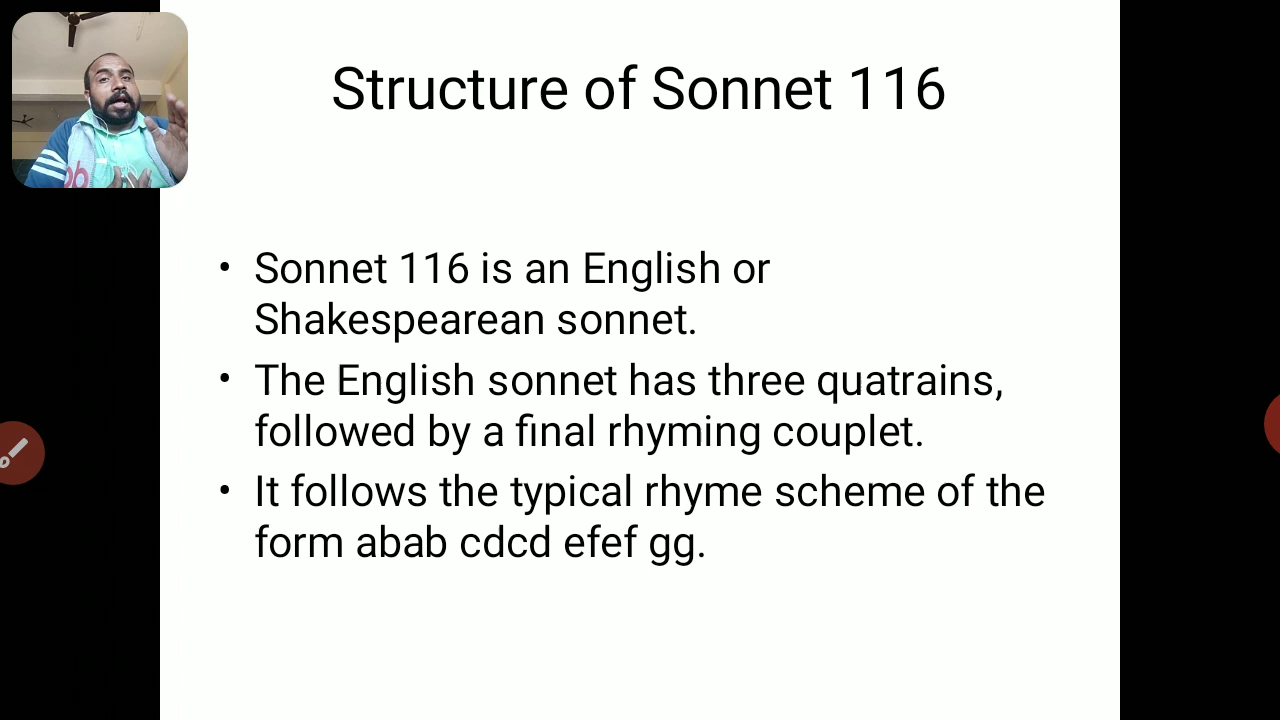 Structure of Sonnet 116
• Sonnet 116 is an English or
Shakespearean sonnet.
• The English sonnet has three quatrains,
followed by a final rhyming couplet.
• It follows the typical rhyme scheme of the
form abab cdcd efef gg.